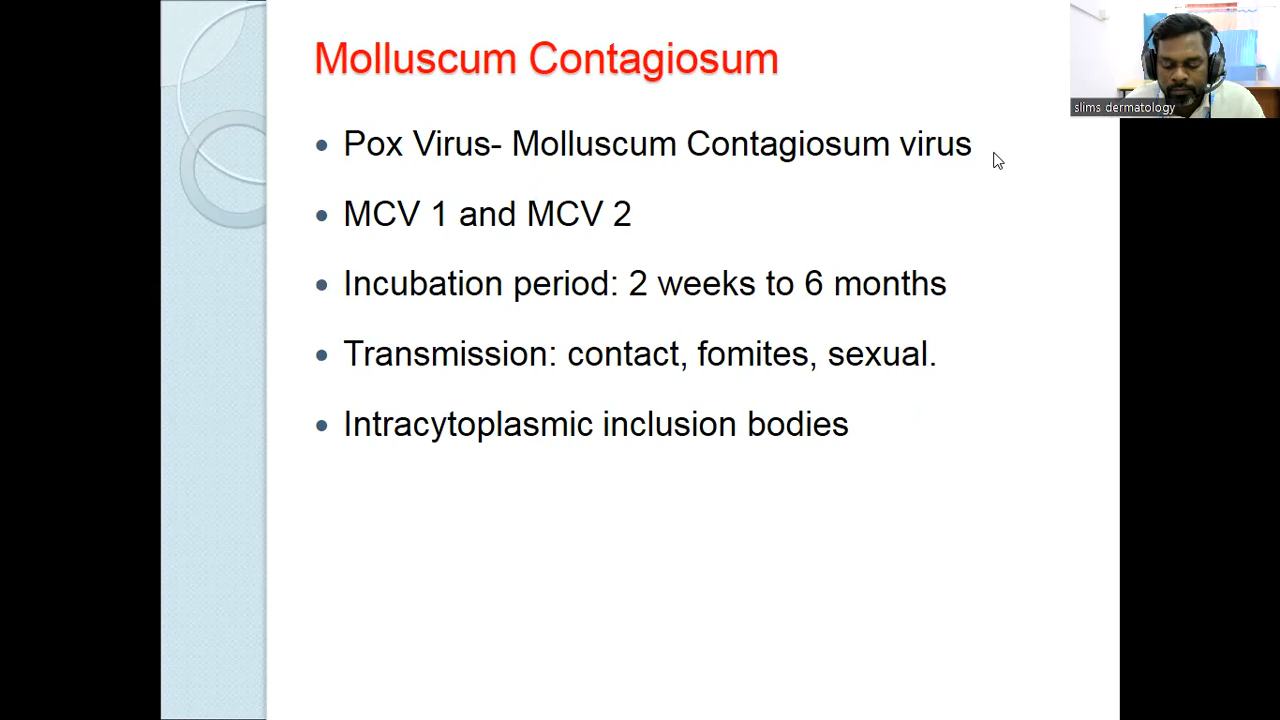 Molluscum Contagiosum
slims dermatology
• Pox Virus- Molluscum Contagiosum virus
• MCV 1 and MCV 2
• Incubation period: 2 weeks to 6 months
• Transmission: contact, fomites, sexual.
• Intracytoplasmic inclusion bodies